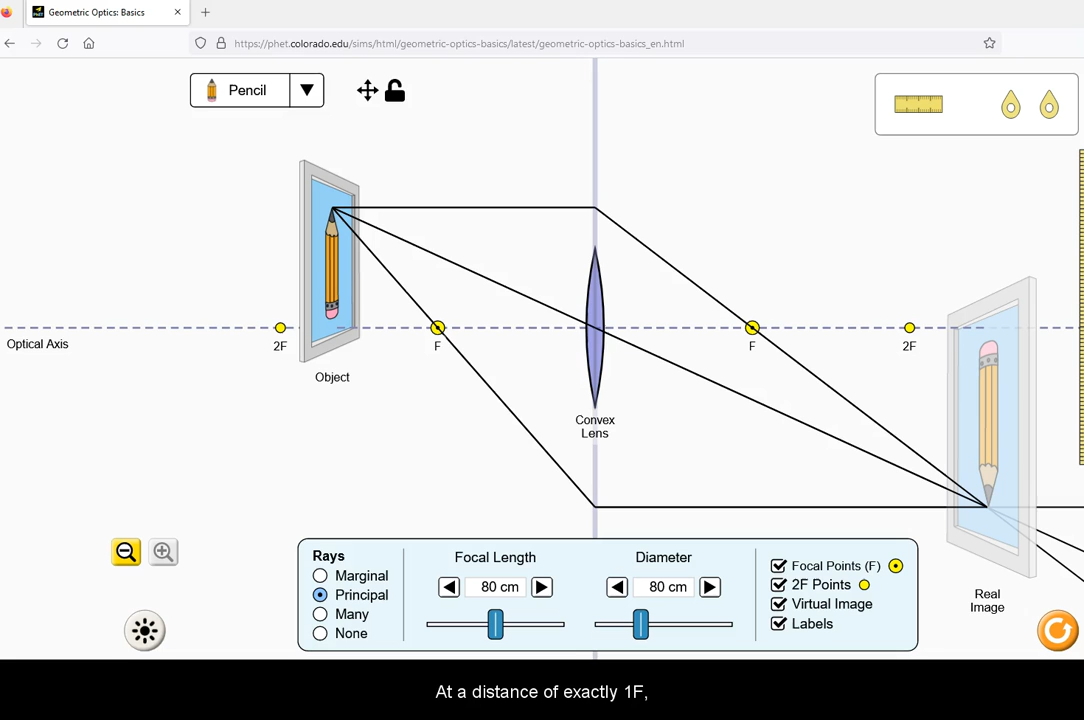 Geometric Optics: Basics
https://phet.colorado.edu/sims/html/geometric-optics-basics/latest/geometric-optics-basics_en.html
Pencil
Optical Axis
2F
F
F
2F
Object
Convex
Lens
Real
Image
Rays
Marginal
Principal
Many
None
Focal Length
80 cm
Diameter
80 cm
Focal Points (F)
2F Points
Virtual Image
Labels
At a distance of exactly 1F,